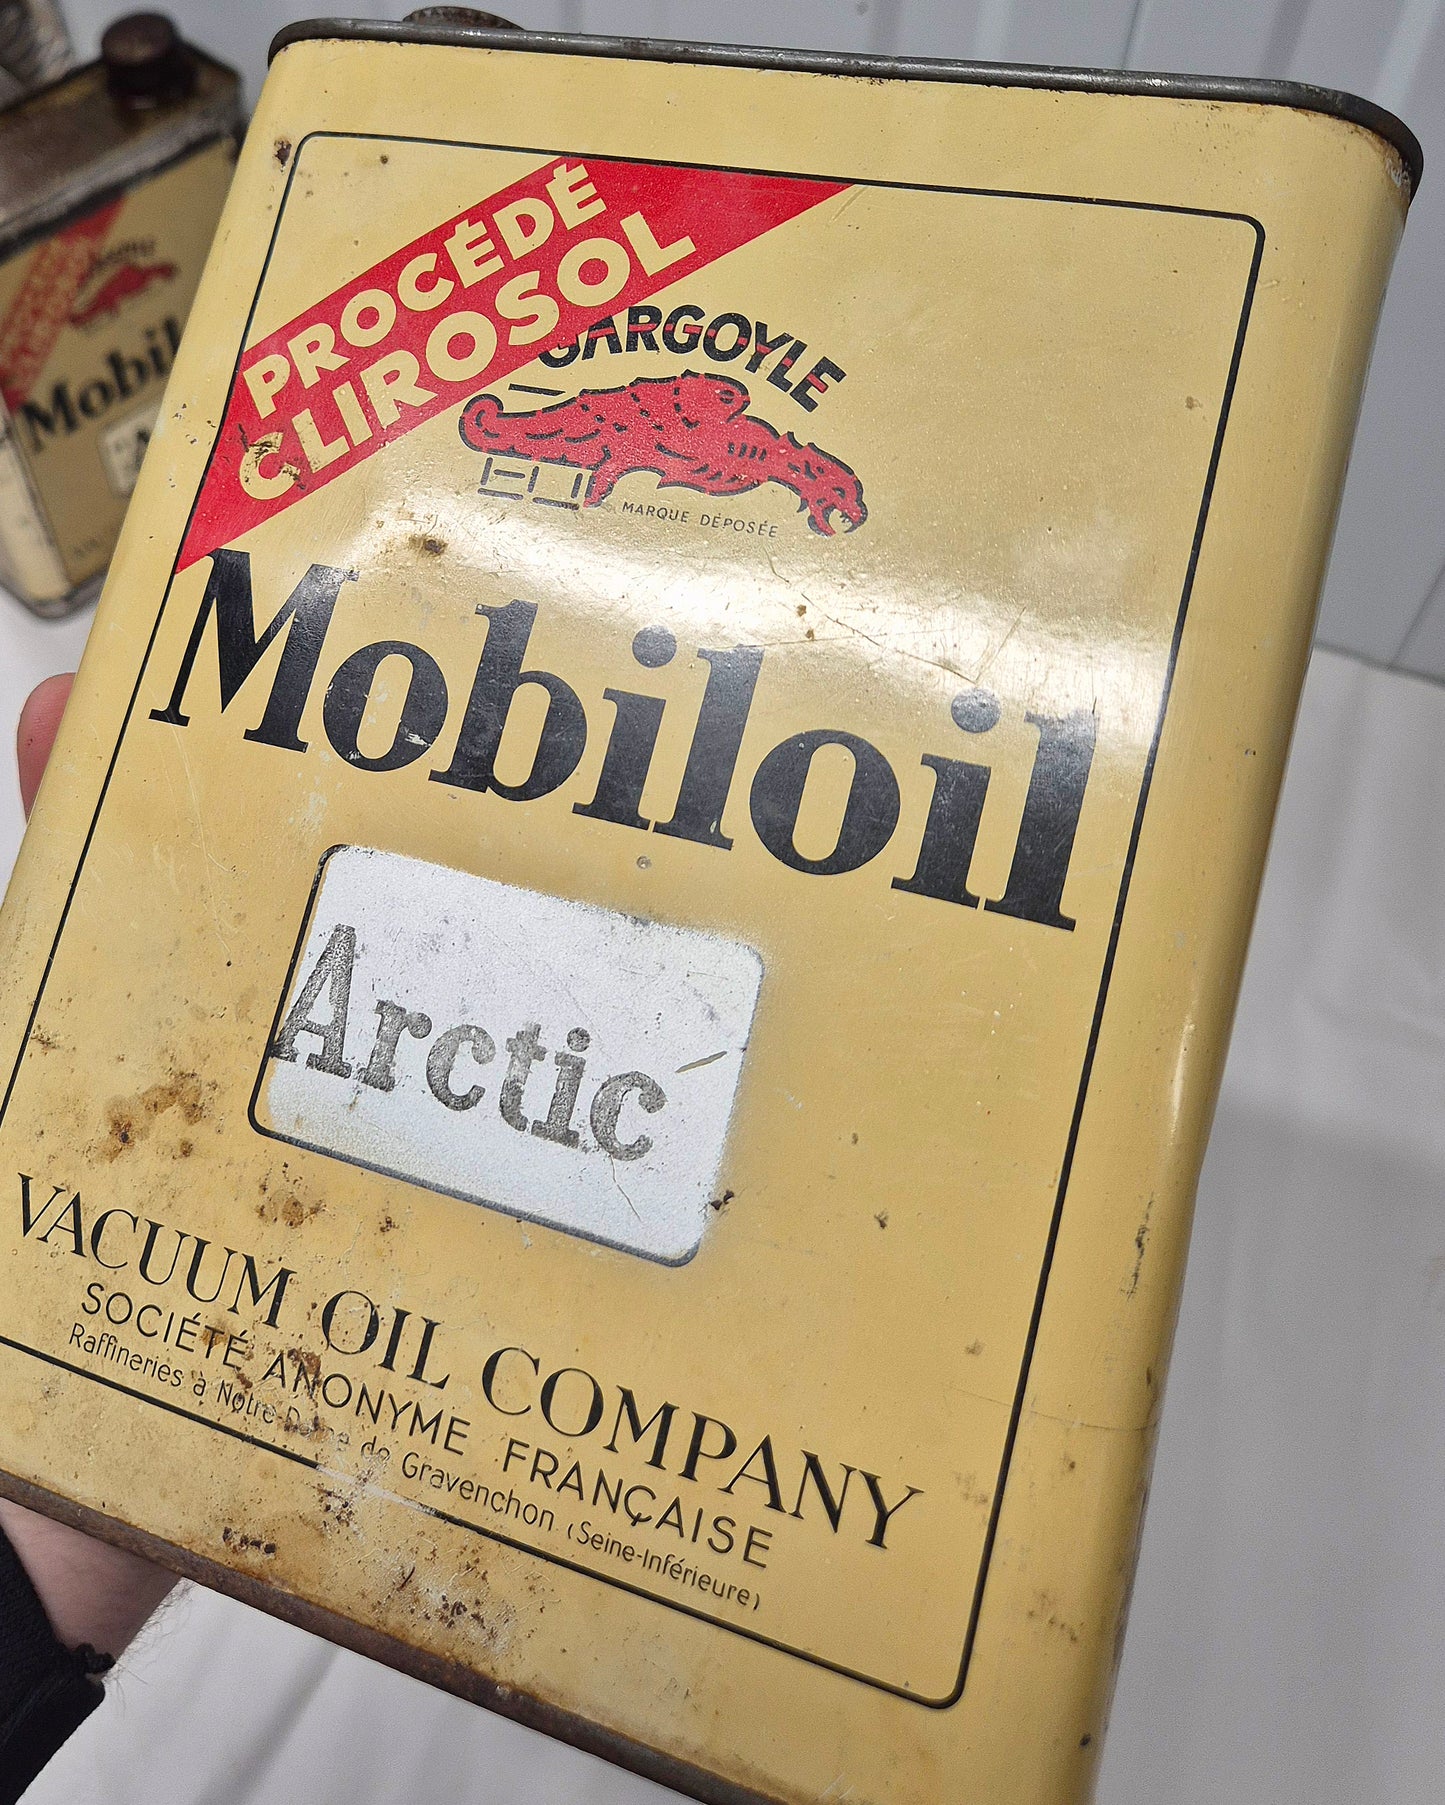 PROCÉDÉ
CLIROSOL
GARGOYLE
MARQUE DÉPOSÉE
Mobiloil
Arctic
VACUUM OIL COMPANY
SOCIÉTÉ ANONYME FRANÇAISE
Raffineries à Notre-Dame de Gravenchon (Seine-Inférieure)
Mobil